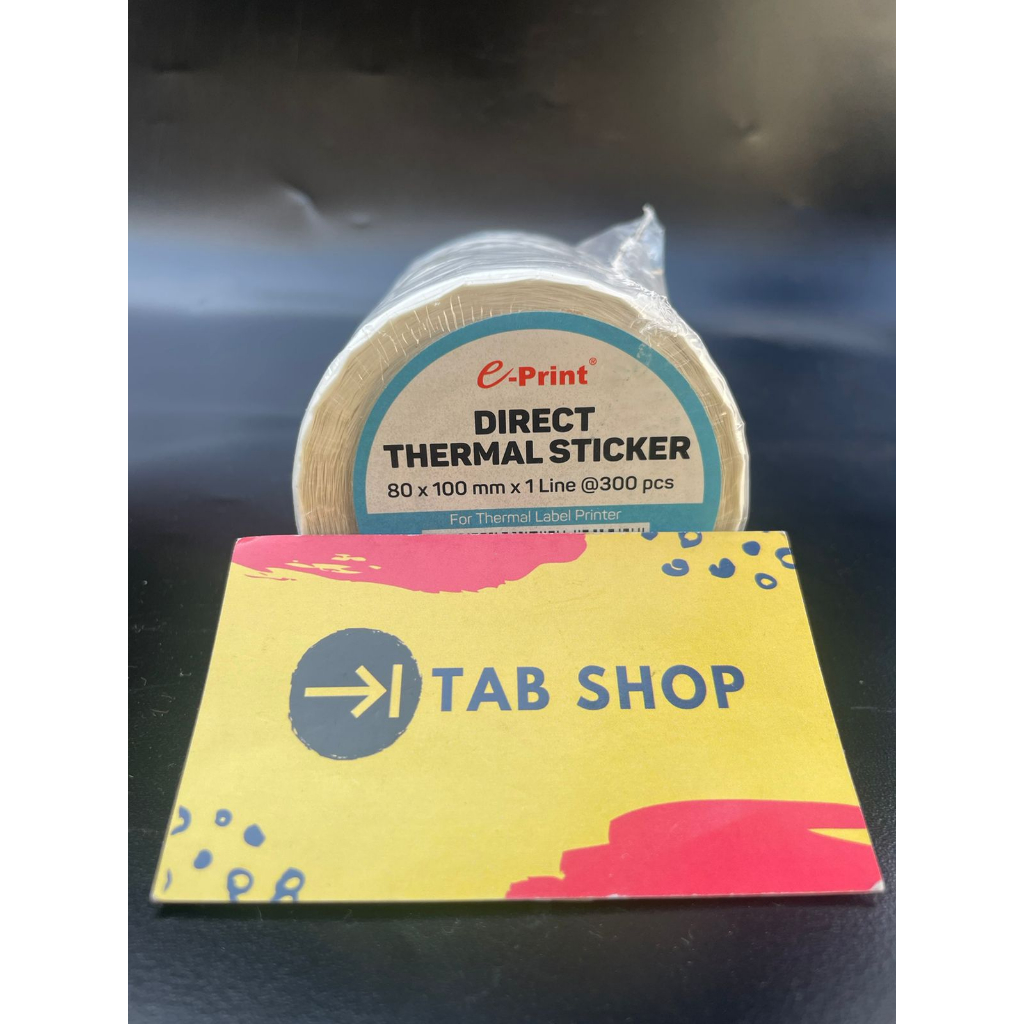 e-Print®
DIRECT
THERMAL STICKER
80 x 100 mm x 1 Line @300 pcs
For Thermal Label Printer
TAB SHOP